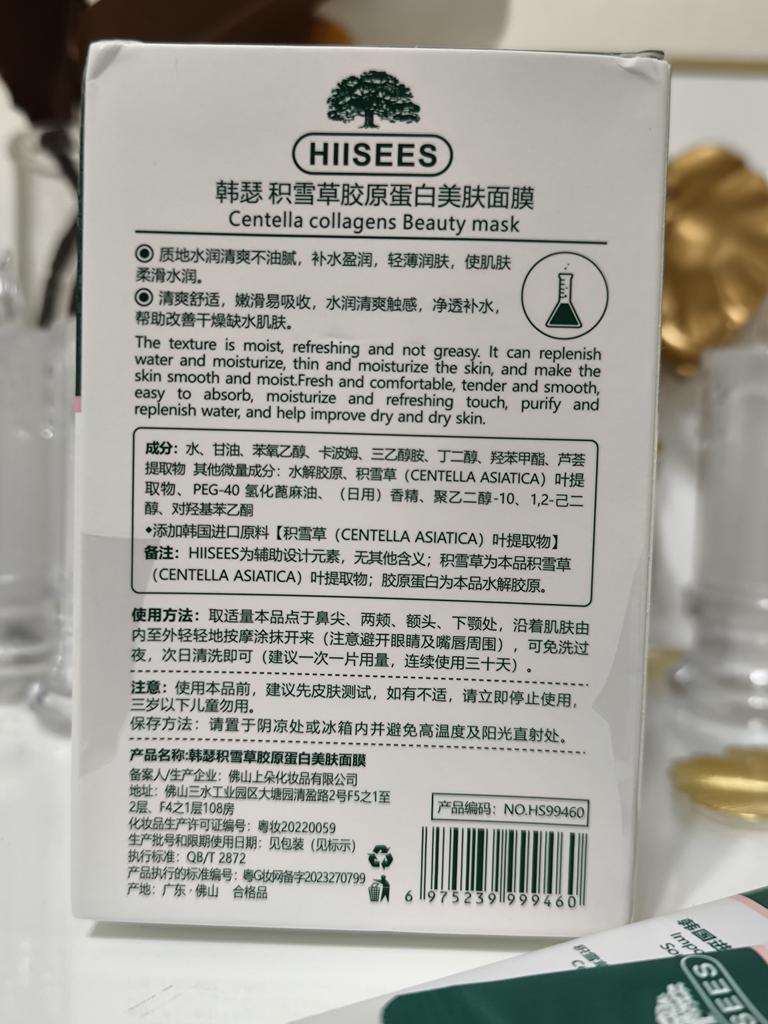 HIISEES
韩瑟 积雪草胶原蛋白美肤面膜
Centella collagens Beauty mask
质地水润清爽不油腻，补水盈润，轻薄润肤，使肌肤
柔滑水润。
清爽舒适，嫩滑易吸收，水润清爽触感，净透补水，
帮助改善干燥缺水肌肤。
The texture is moist, refreshing and not greasy. It can replenish
water and moisturize, thin and moisturize the skin, and make the
skin smooth and moist.Fresh and comfortable, tender and smooth,
easy to absorb, moisturize and refreshing touch, purify and
replenish water, and help improve dry and dry skin.
成分：水、甘油、苯氧乙醇、卡波姆、三乙醇胺、丁二醇、羟苯甲酯、芦荟
提取物 其他微量成分：水解胶原、积雪草（CENTELLA ASIATICA）叶提
取物、PEG-40 氢化蓖麻油、（日用）香精、聚乙二醇-10、1,2-己二
醇、对羟基苯乙酮
◆添加韩国进口原料【积雪草（CENTELLA ASIATICA）叶提取物】
备注：HIISEES为辅助设计元素，无其他含义；积雪草为本品积雪草
（CENTELLA ASIATICA）叶提取物；胶原蛋白为本品水解胶原。
使用方法：取适量本品点于鼻尖、两颊、额头、下颚处，沿着肌肤由
内至外轻轻地按摩涂抹开来（注意避开眼睛及嘴唇周围），可免洗过
夜，次日清洗即可（建议一次一片用量，连续使用三十天）。
注意：使用本品前，建议先皮肤测试，如有不适，请立即停止使用，
三岁以下儿童勿用。
保存方法：请置于阴凉处或冰箱内并避免高温度及阳光直射处。
产品名称:韩瑟积雪草胶原蛋白美肤面膜
备案人/生产企业：佛山上朵化妆品有限公司
地址：佛山三水工业园区大塘园清盈路2号F5之1至
2层、F4之1层108房
化妆品生产许可证编号：粤妆20220059
生产批号和限期使用日期：见包装（见标示）
执行标准：QB/T 2872
产品执行的标准编号：粤G妆网备字2023270799
产地：广东·佛山 合格品
产品编码：NO.HS99460
6 975239 999460
韩国进
Impo
So
积雪草
C
HIISEES